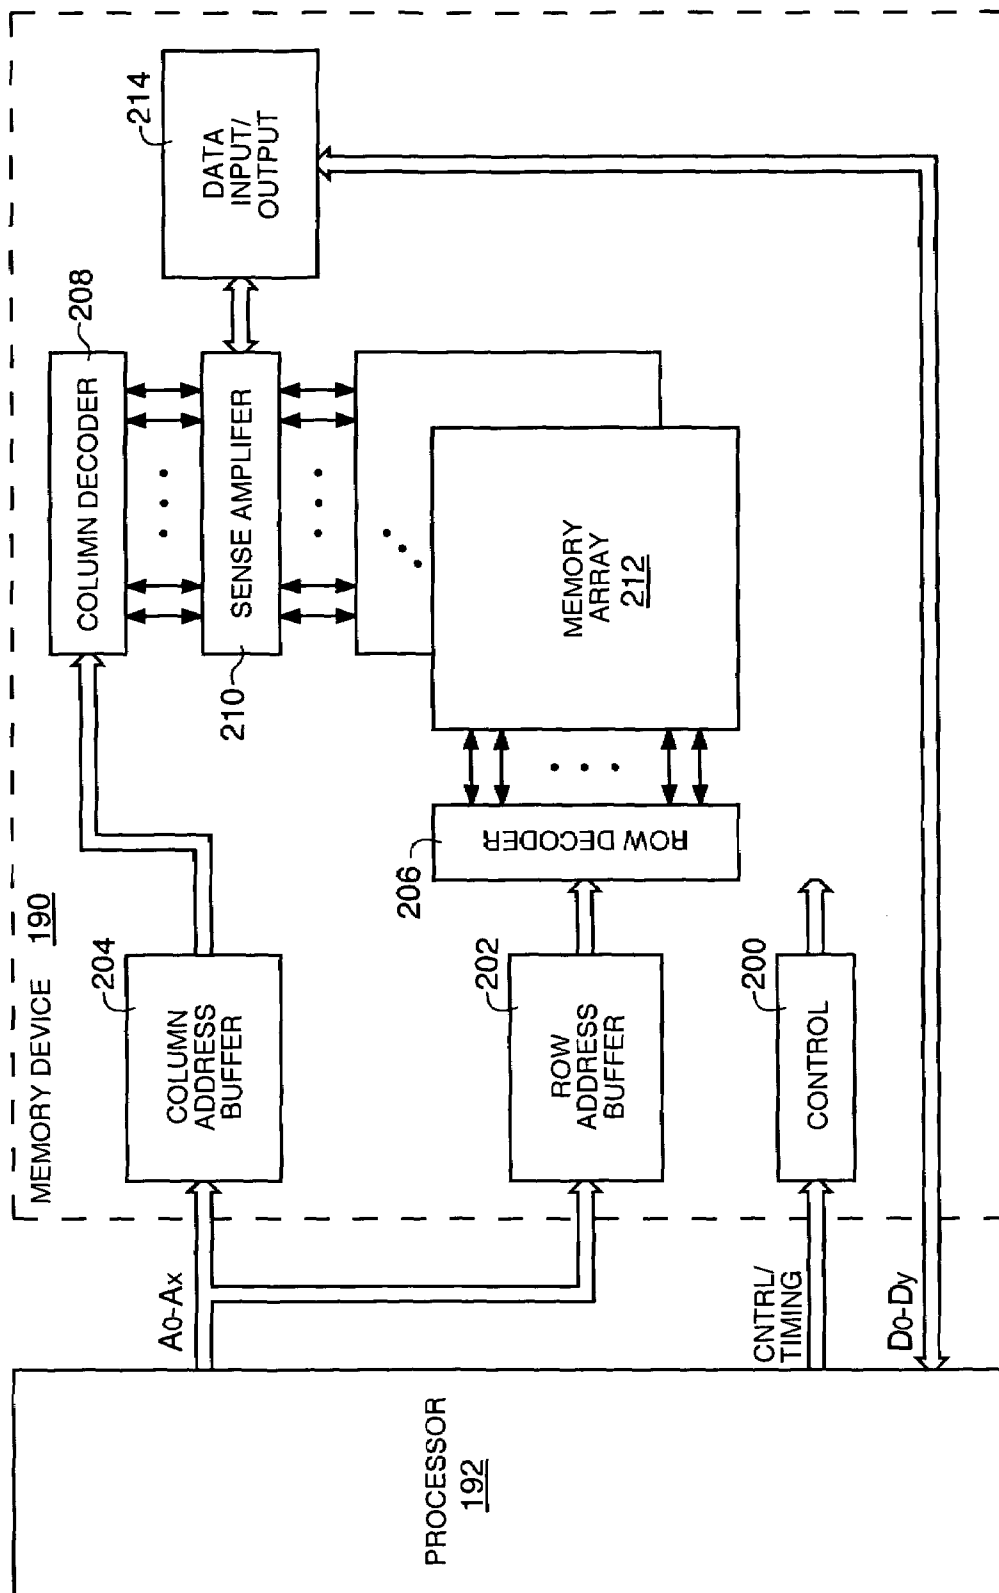 MEMORY DEVICE 190
PROCESSOR
192
A0-Ax
CNTRL/
TIMING
D0-Dy
204
COLUMN
ADDRESS
BUFFER
202
ROW
ADDRESS
BUFFER
200
CONTROL
206
ROW DECODER
208
COLUMN DECODER
210
SENSE AMPLIFER
MEMORY
ARRAY
212
214
DATA
INPUT/
OUTPUT